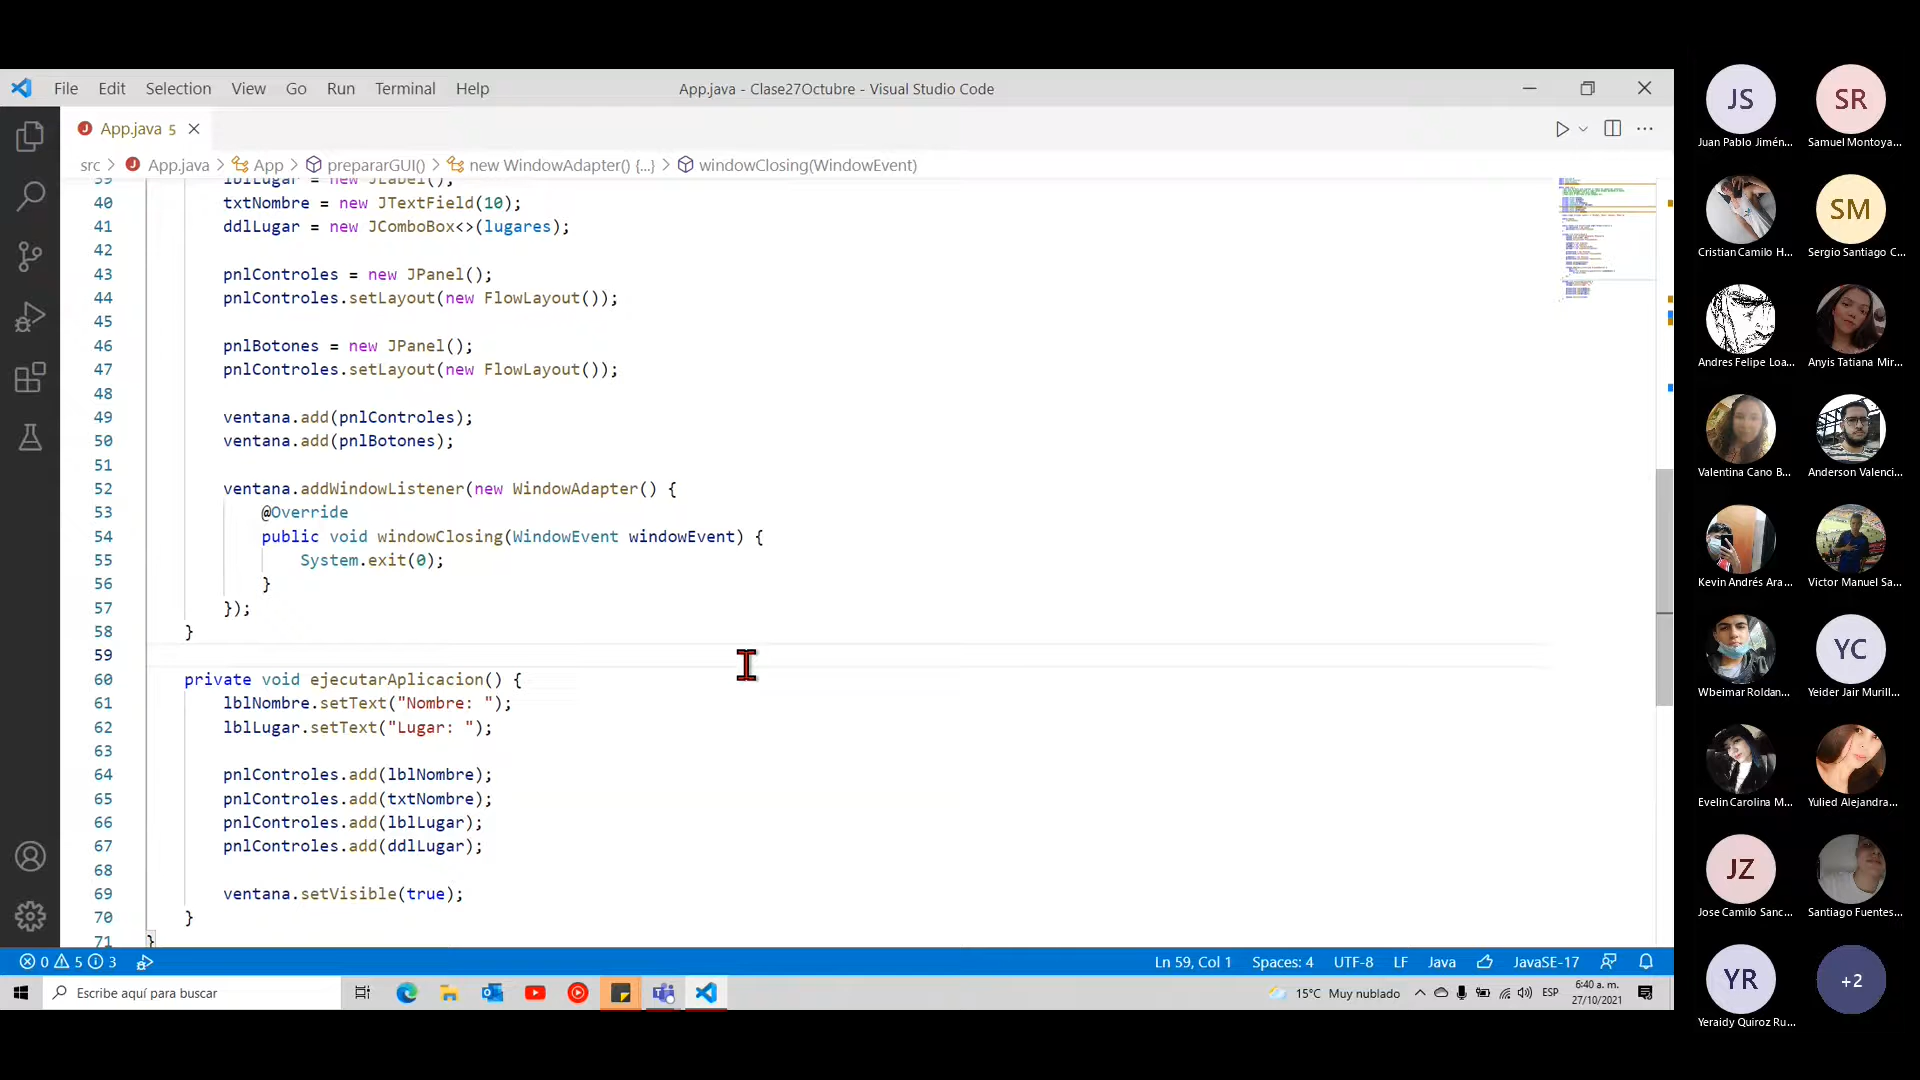 File Edit Selection View Go Run Terminal Help
App.java - Clase27Octubre - Visual Studio Code
App.java 5
src > App.java > App > prepararGUI() > new WindowAdapter() {...} > windowClosing(WindowEvent)
39 lblLugar = new JLabel();
40 txtNombre = new JTextField(10);
41 ddlLugar = new JComboBox<>(lugares);
42
43 pnlControles = new JPanel();
44 pnlControles.setLayout(new FlowLayout());
45
46 pnlBotones = new JPanel();
47 pnlControles.setLayout(new FlowLayout());
48
49 ventana.add(pnlControles);
50 ventana.add(pnlBotones);
51
52 ventana.addWindowListener(new WindowAdapter() {
53 @Override
54 public void windowClosing(WindowEvent windowEvent) {
55 System.exit(0);
56 }
57 });
58 }
59
60 private void ejecutarAplicacion() {
61 lblNombre.setText("Nombre: ");
62 lblLugar.setText("Lugar: ");
63
64 pnlControles.add(lblNombre);
65 pnlControles.add(txtNombre);
66 pnlControles.add(lblLugar);
67 pnlControles.add(ddlLugar);
68
69 ventana.setVisible(true);
70 }
71 }
0 5 3
Ln 59, Col 1 Spaces: 4 UTF-8 LF Java JavaSE-17
Escribe aquí para buscar
15°C Muy nublado
ESP
6:40 a. m.
27/10/2021
JS
SR
Juan Pablo Jimén...
Samuel Montoya...
SM
Cristian Camilo H...
Sergio Santiago C...
Andres Felipe Loa...
Anyis Tatiana Mir...
Valentina Cano B...
Anderson Valenci...
Kevin Andrés Ara...
Victor Manuel Sa...
YC
Wbeimar Roldan...
Yeider Jair Murill...
Evelin Carolina M...
Yulied Alejandra...
JZ
Jose Camilo Sanc...
Santiago Fuentes...
YR
+2
Yeraidy Quiroz Ru...